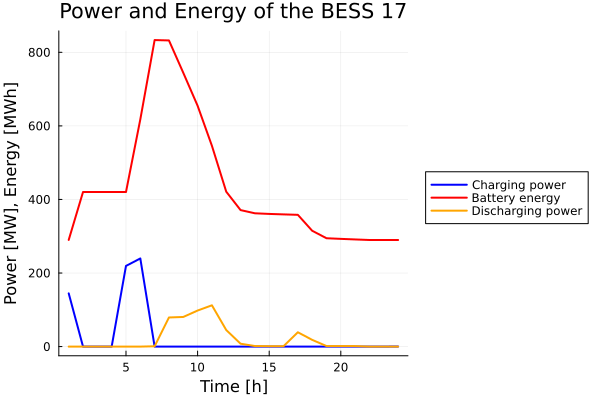 Power and Energy of the BESS 17
Power [MW], Energy [MWh]
800
600
400
200
0
5
10
15
20
Time [h]
Charging power
Battery energy
Discharging power